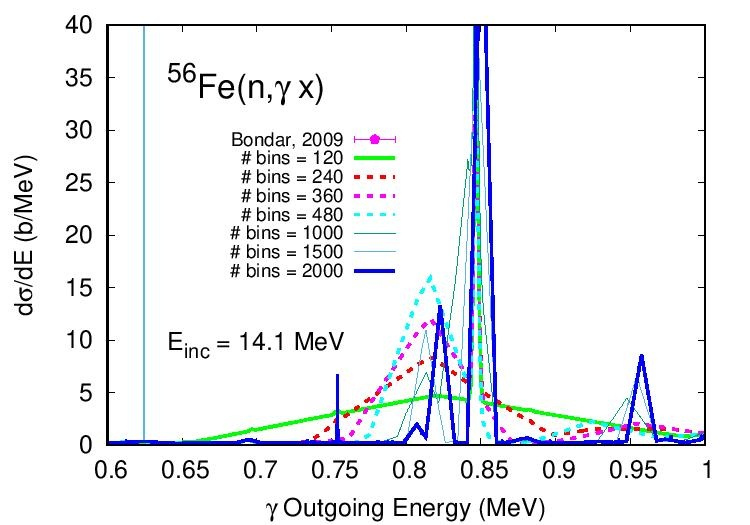 40
35
30
25
20
15
10
5
0
dσ/dE (b/MeV)
⁵⁶Fe(n,γ x)
Bondar, 2009
# bins = 120
# bins = 240
# bins = 360
# bins = 480
# bins = 1000
# bins = 1500
# bins = 2000
E_inc = 14.1 MeV
0.6 0.65 0.7 0.75 0.8 0.85 0.9 0.95 1
γ Outgoing Energy (MeV)